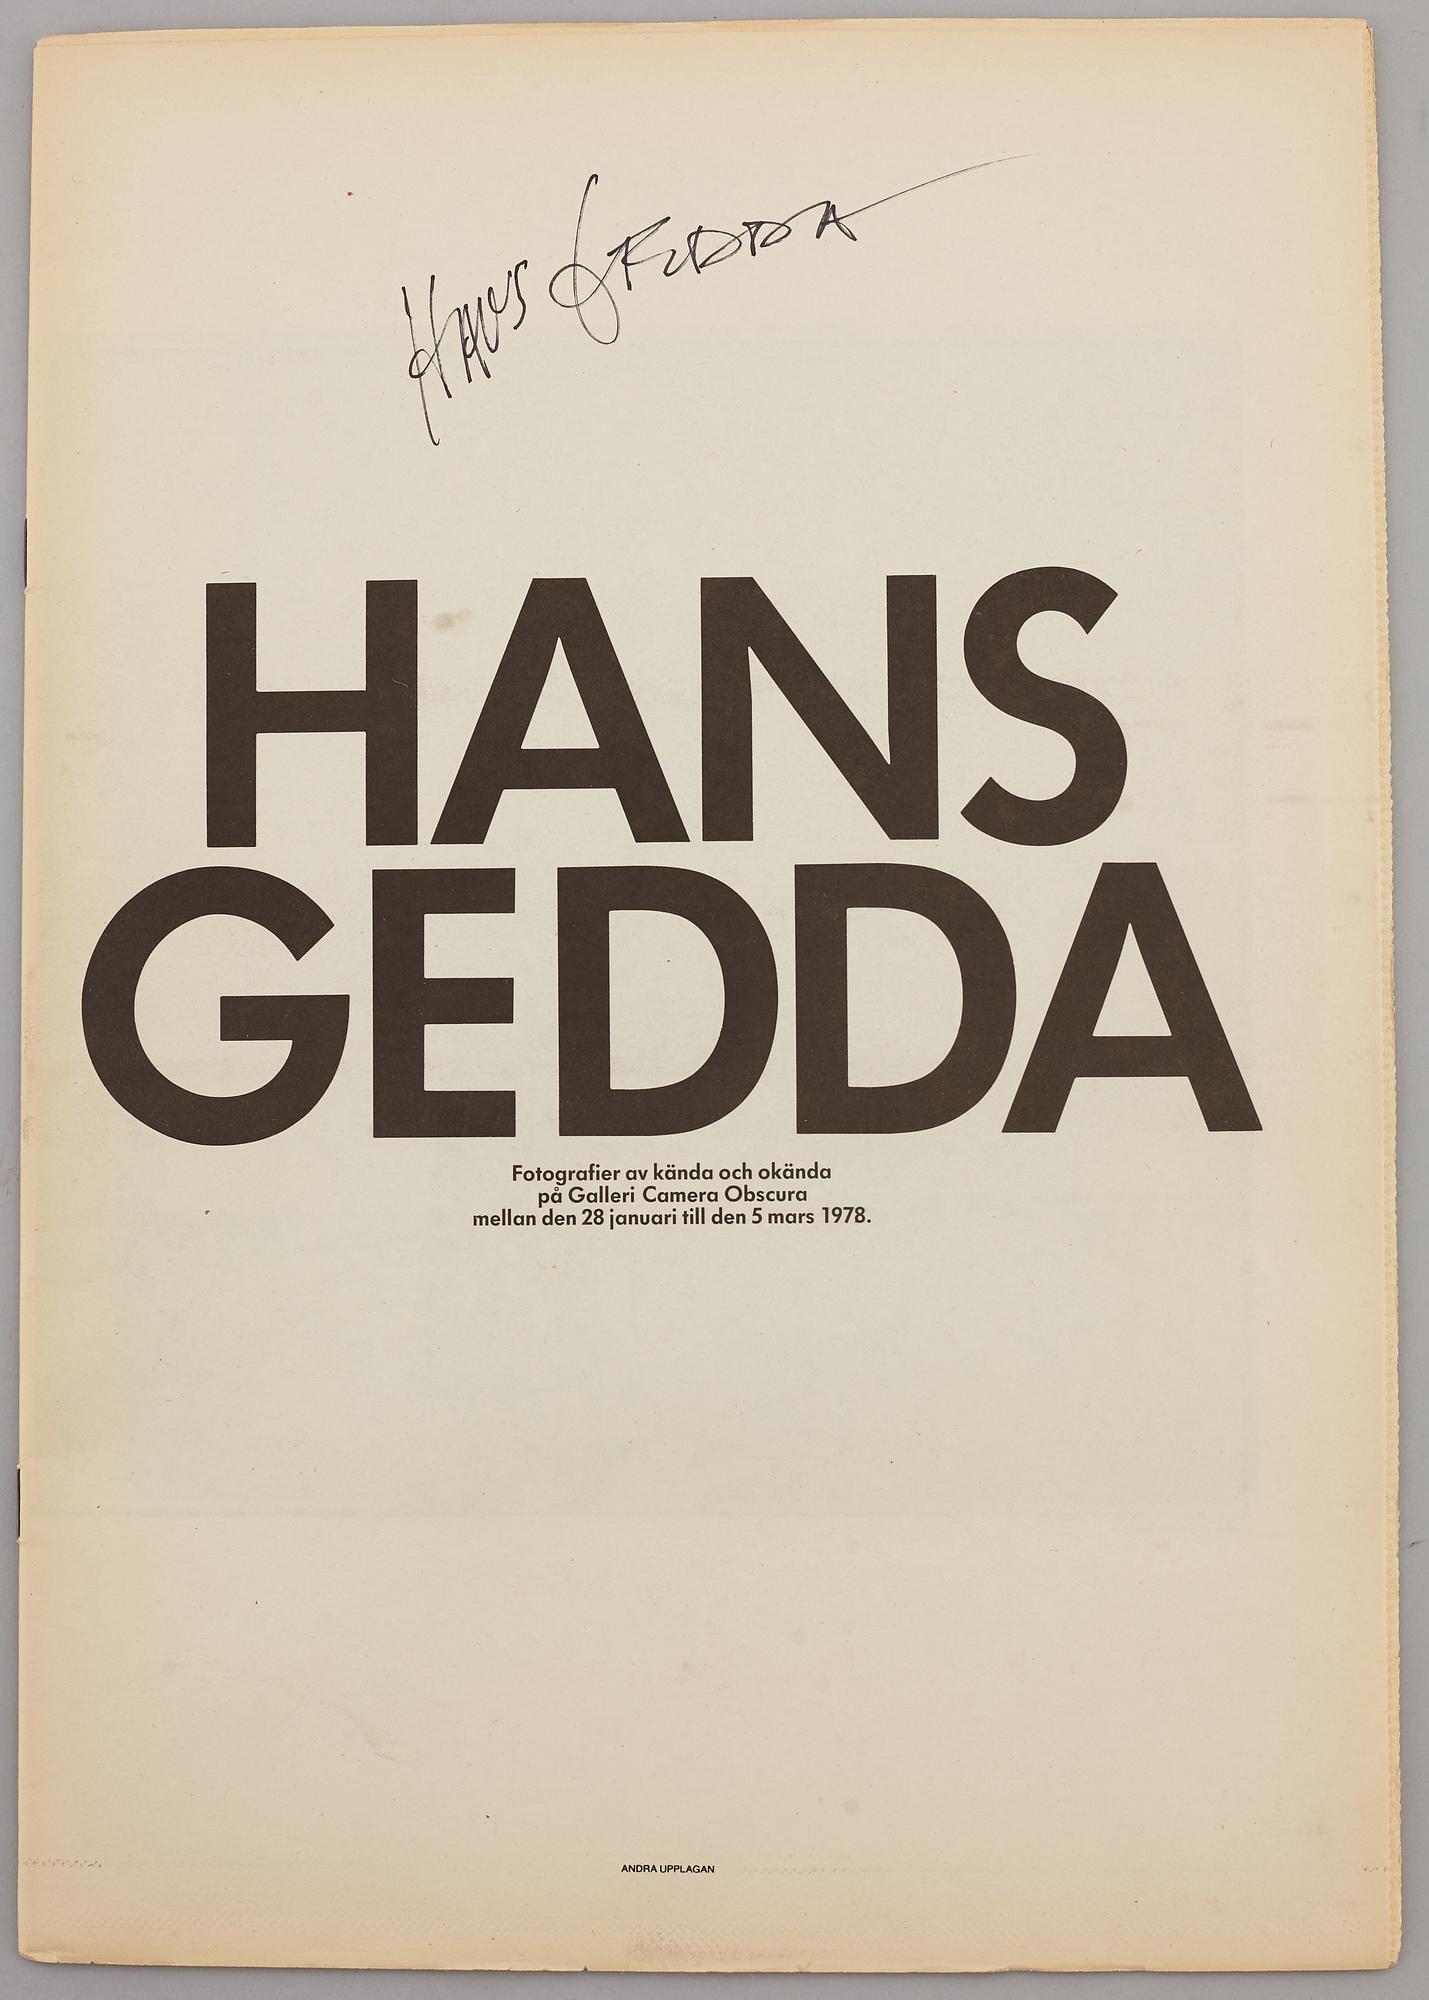 HANS GEDDA
HANS
GEDDA
Fotografier av kända och okända
på Galleri Camera Obscura
mellan den 28 januari till den 5 mars 1978.
ANDRA UPPLAGAN